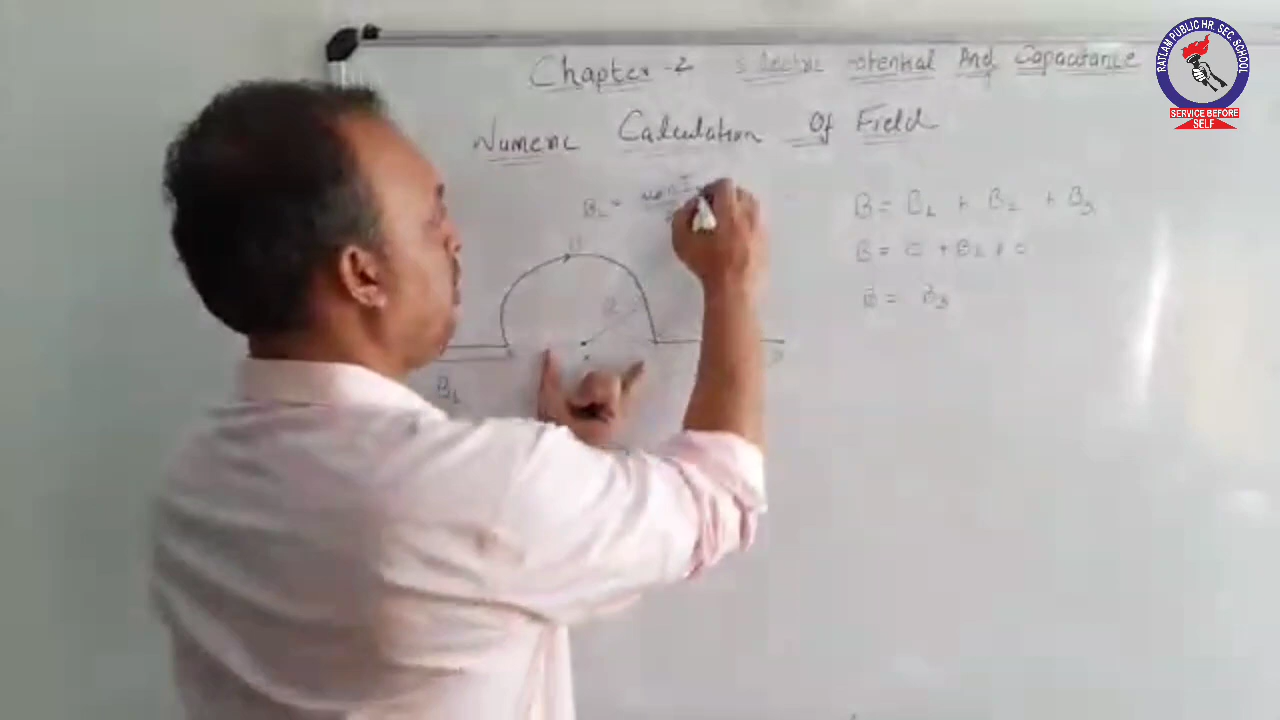 Chapter-2 Electric Potential And Capacitance
Numeric Calculation Of Field
B = B1 + B2 + B3
B = 0 + B2 + 0
B = B3
R
B1
RATLAM PUBLIC HR. SEC. SCHOOL
SERVICE BEFORE
SELF